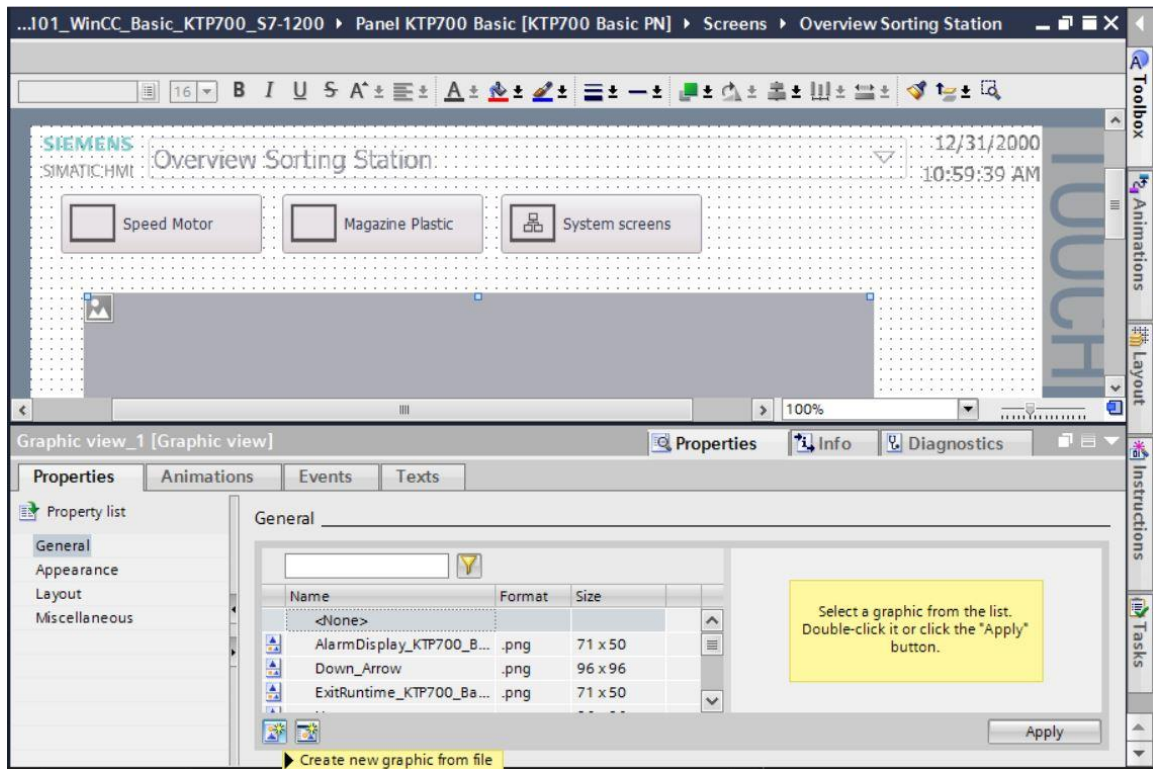 ...101_WinCC_Basic_KTP700_S7-1200 ▸ Panel KTP700 Basic [KTP700 Basic PN] ▸ Screens ▸ Overview Sorting Station
16 B I U S A A
SIEMENS
SIMATIC HMI
Overview Sorting Station
12/31/2000
10:59:39 AM
TOUCH
Speed Motor
Magazine Plastic
System screens
100%
Graphic view_1 [Graphic view]
Properties
Info
Diagnostics
Properties
Animations
Events
Texts
Property list
General
Appearance
Layout
Miscellaneous
General
Name Format Size
<None>
AlarmDisplay_KTP700_B... .png 71 x 50
Down_Arrow .png 96 x 96
ExitRuntime_KTP700_Ba... .png 71 x 50
Select a graphic from the list.
Double-click it or click the "Apply"
button.
Apply
Create new graphic from file
Toolbox
Animations
Layout
Instructions
Tasks